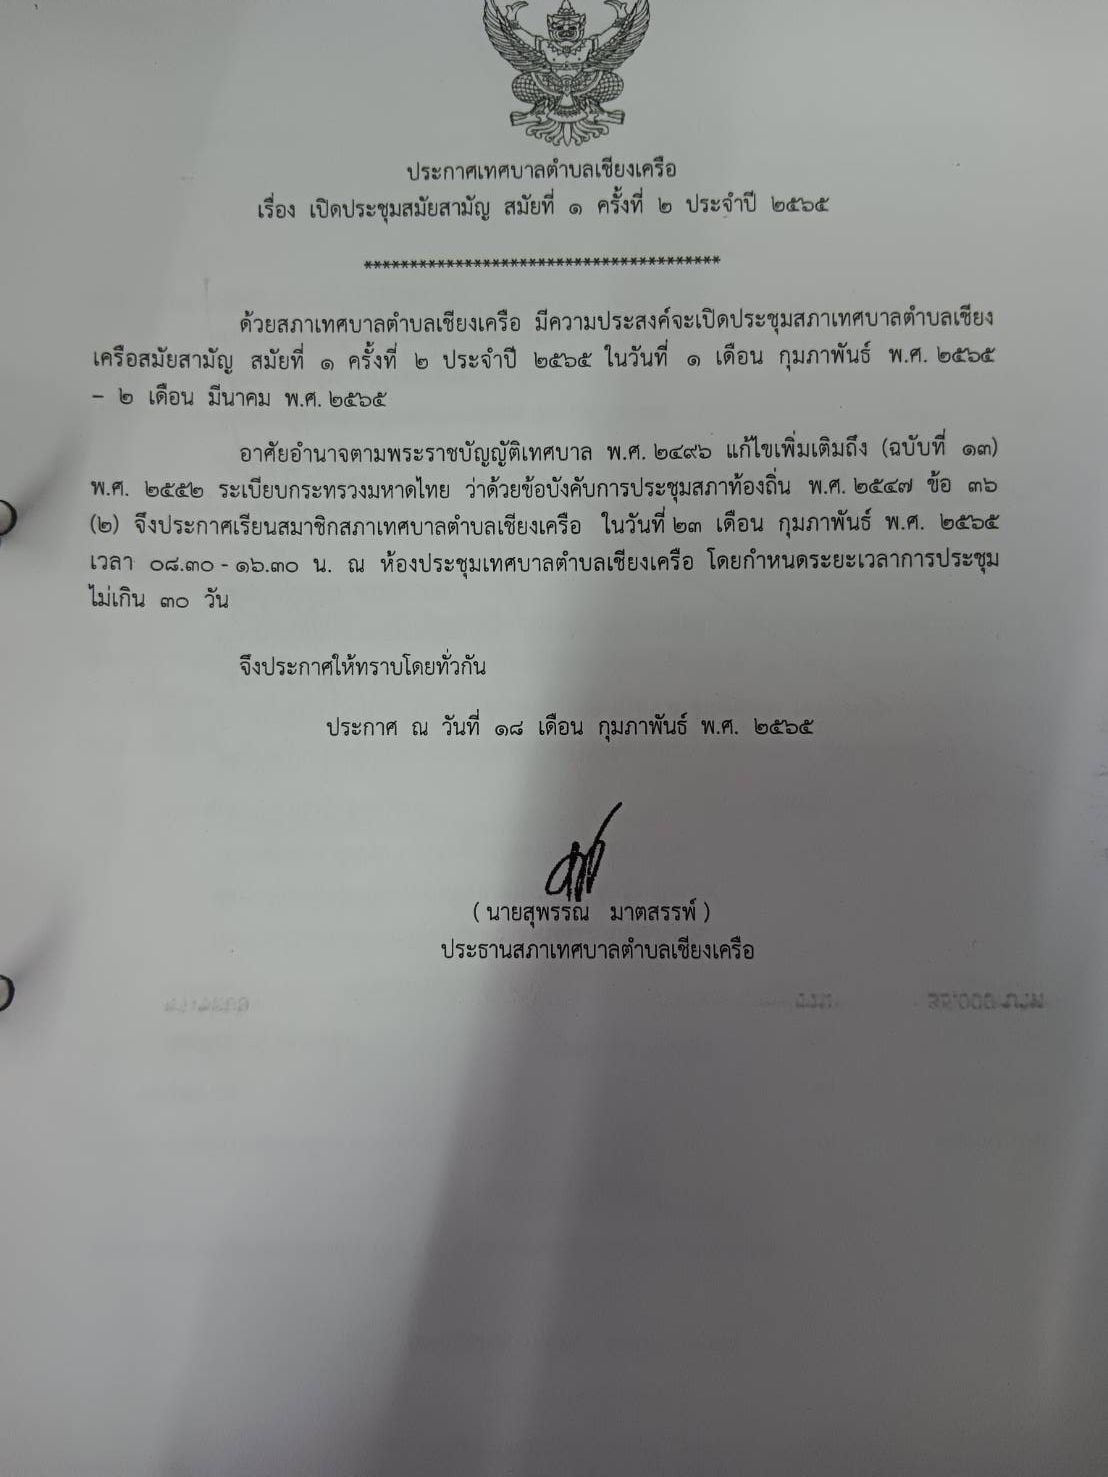 ประกาศเทศบาลตำบลเชียงเครือ
เรื่อง เปิดประชุมสมัยสามัญ สมัยที่ ๑ ครั้งที่ ๒ ประจำปี ๒๕๖๕
***************************************
ด้วยสภาเทศบาลตำบลเชียงเครือ มีความประสงค์จะเปิดประชุมสภาเทศบาลตำบลเชียง
เครือสมัยสามัญ สมัยที่ ๑ ครั้งที่ ๒ ประจำปี ๒๕๖๕ ในวันที่ ๑ เดือน กุมภาพันธ์ พ.ศ. ๒๕๖๕
– ๒ เดือน มีนาคม พ.ศ. ๒๕๖๕
อาศัยอำนาจตามพระราชบัญญัติเทศบาล พ.ศ. ๒๔๙๖ แก้ไขเพิ่มเติมถึง (ฉบับที่ ๑๓)
พ.ศ. ๒๕๕๒ ระเบียบกระทรวงมหาดไทย ว่าด้วยข้อบังคับการประชุมสภาท้องถิ่น พ.ศ. ๒๕๔๗ ข้อ ๓๖
(๒) จึงประกาศเรียนสมาชิกสภาเทศบาลตำบลเชียงเครือ ในวันที่ ๒๓ เดือน กุมภาพันธ์ พ.ศ. ๒๕๖๕
เวลา ๐๘.๓๐ - ๑๖.๓๐ น. ณ ห้องประชุมเทศบาลตำบลเชียงเครือ โดยกำหนดระยะเวลาการประชุม
ไม่เกิน ๓๐ วัน
จึงประกาศให้ทราบโดยทั่วกัน
ประกาศ ณ วันที่ ๑๘ เดือน กุมภาพันธ์ พ.ศ. ๒๕๖๕
( นายสุพรรณ มาตสรรพ์ )
ประธานสภาเทศบาลตำบลเชียงเครือ